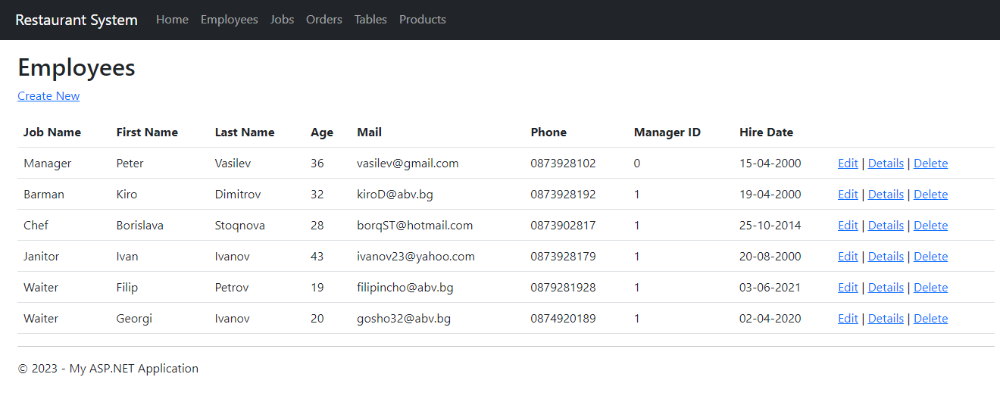 Restaurant System Home Employees Jobs Orders Tables Products
Employees
Create New
Job Name First Name Last Name Age Mail Phone Manager ID Hire Date
Manager Peter Vasilev 36 vasilev@gmail.com 0873928102 0 15-04-2000 Edit | Details | Delete
Barman Kiro Dimitrov 32 kiroD@abv.bg 0873928192 1 19-04-2000 Edit | Details | Delete
Chef Borislava Stoqnova 28 borqST@hotmail.com 0873902817 1 25-10-2014 Edit | Details | Delete
Janitor Ivan Ivanov 43 ivanov23@yahoo.com 0873928179 1 20-08-2000 Edit | Details | Delete
Waiter Filip Petrov 19 filipincho@abv.bg 0879281928 1 03-06-2021 Edit | Details | Delete
Waiter Georgi Ivanov 20 gosho32@abv.bg 0874920189 1 02-04-2020 Edit | Details | Delete
© 2023 - My ASP.NET Application